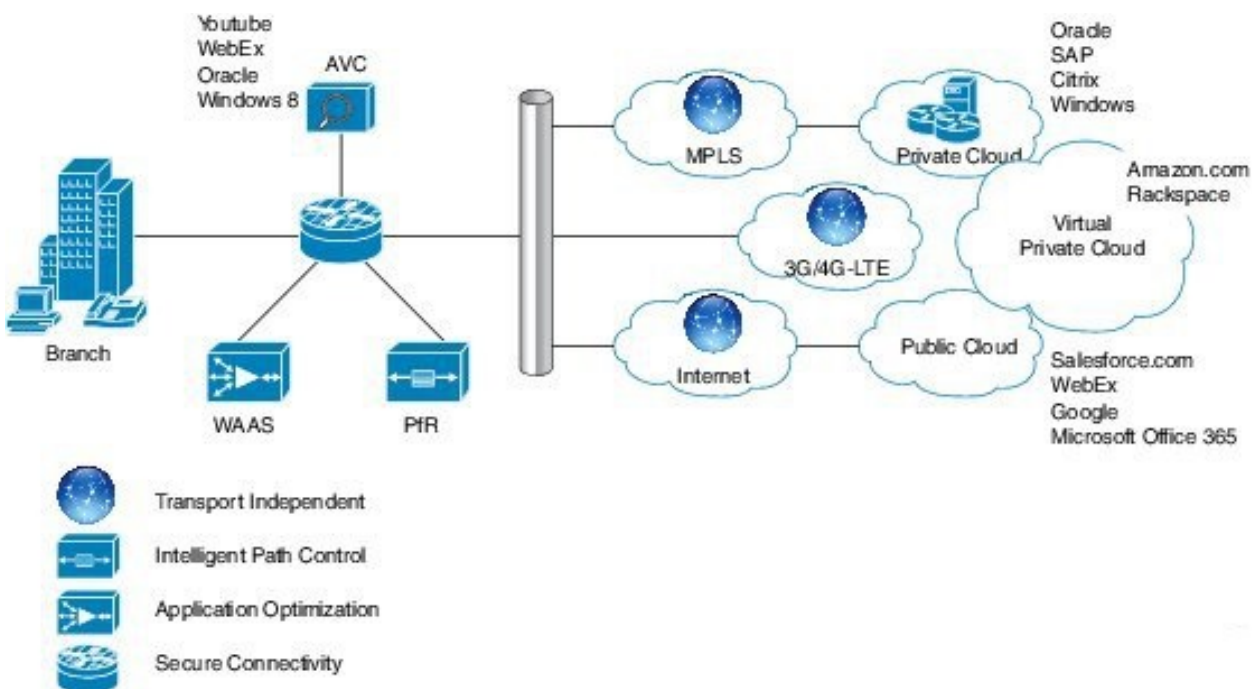 Youtube
WebEx
Oracle
Windows 8
AVC
Oracle
SAP
Citrix
Windows
MPLS
Private Cloud
Amazon.com
Rackspace
Virtual
Private Cloud
3G/4G-LTE
Branch
Internet
Public Cloud
Salesforce.com
WebEx
Google
Microsoft Office 365
WAAS
PfR
Transport Independent
Intelligent Path Control
Application Optimization
Secure Connectivity